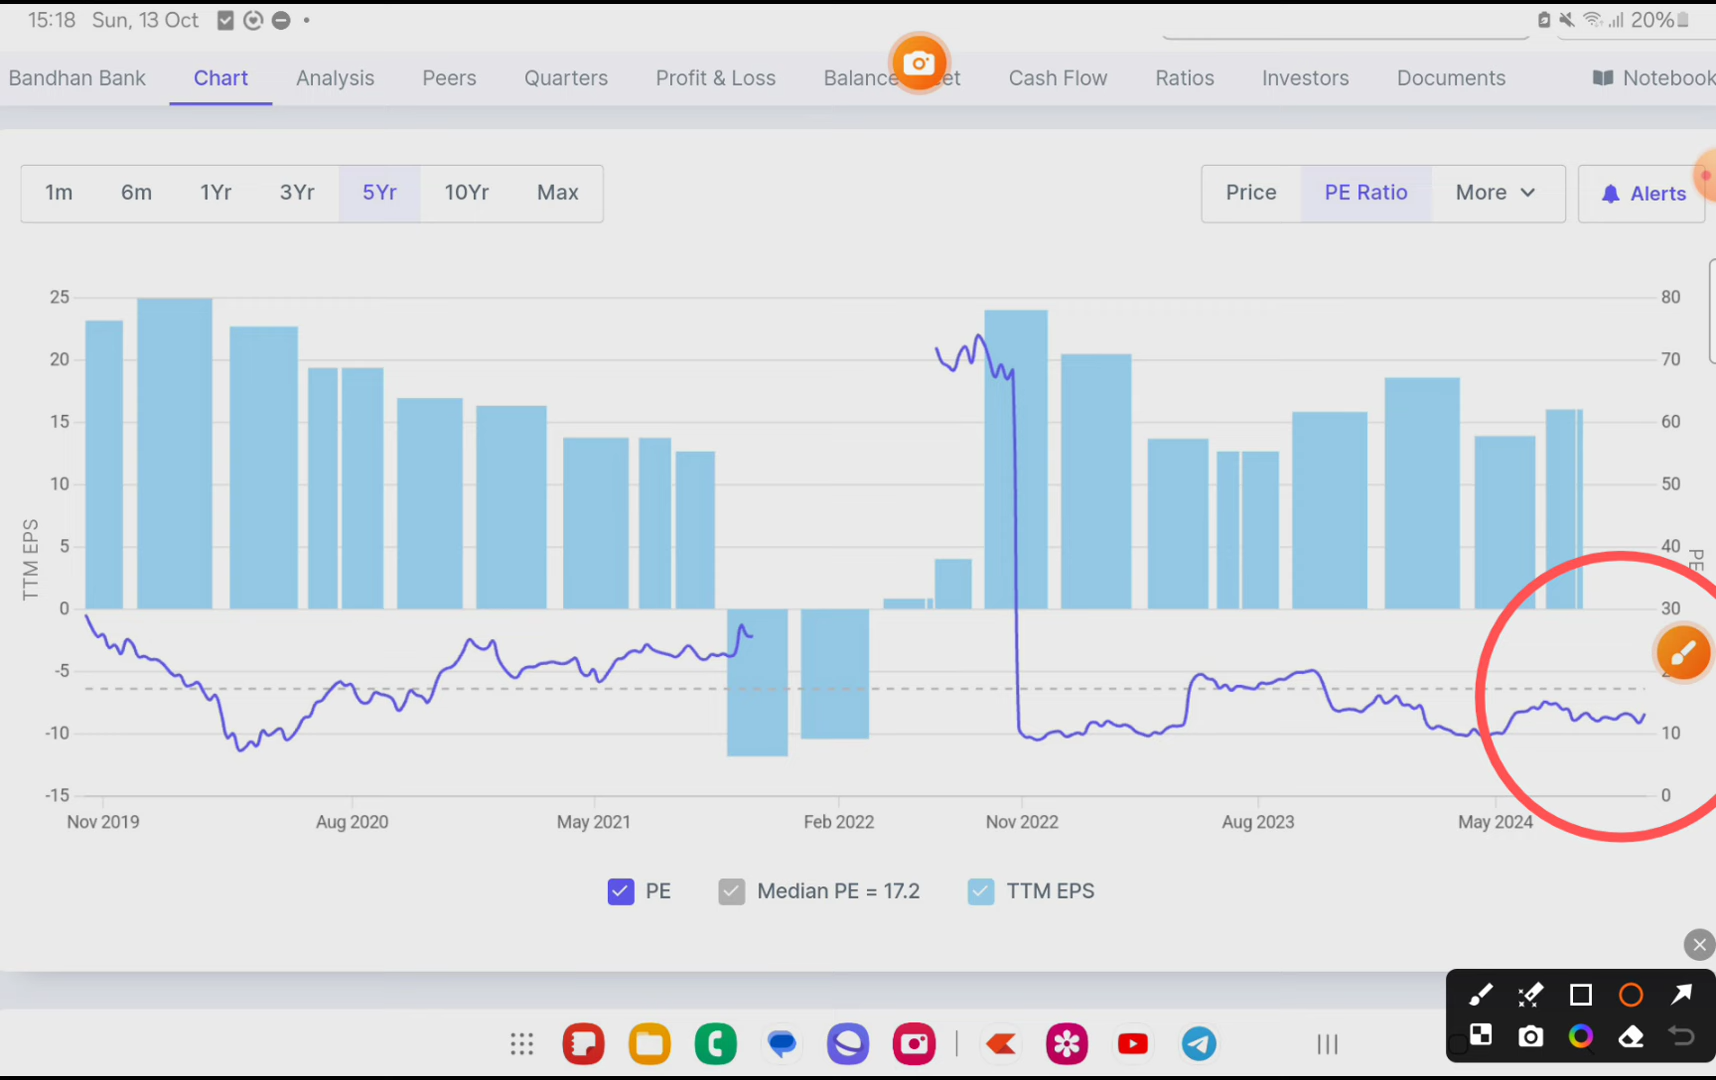 15:18 Sun, 13 Oct
20%
Bandhan Bank Chart Analysis Peers Quarters Profit & Loss Balance et Cash Flow Ratios Investors Documents Notebook
1m 6m 1Yr 3Yr 5Yr 10Yr Max
Price PE Ratio More Alerts
25 80
20 70
15 60
10 50
5 40
0 30
-5
-10 10
-15 0
TTM EPS
PE
Nov 2019 Aug 2020 May 2021 Feb 2022 Nov 2022 Aug 2023 May 2024
PE Median PE = 17.2 TTM EPS